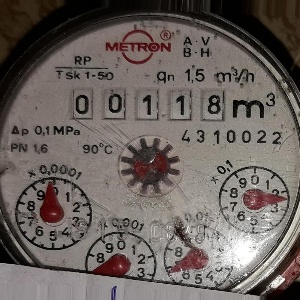 METRON ®
A·V
B·H
RP
Tsk 1-50
qn 1,5 m³/h
00118 m³
Δp 0,1 MPa
PN 1,6 90°C
4310022
x 0,0001
x 0,001
x 0,01
x 0,1